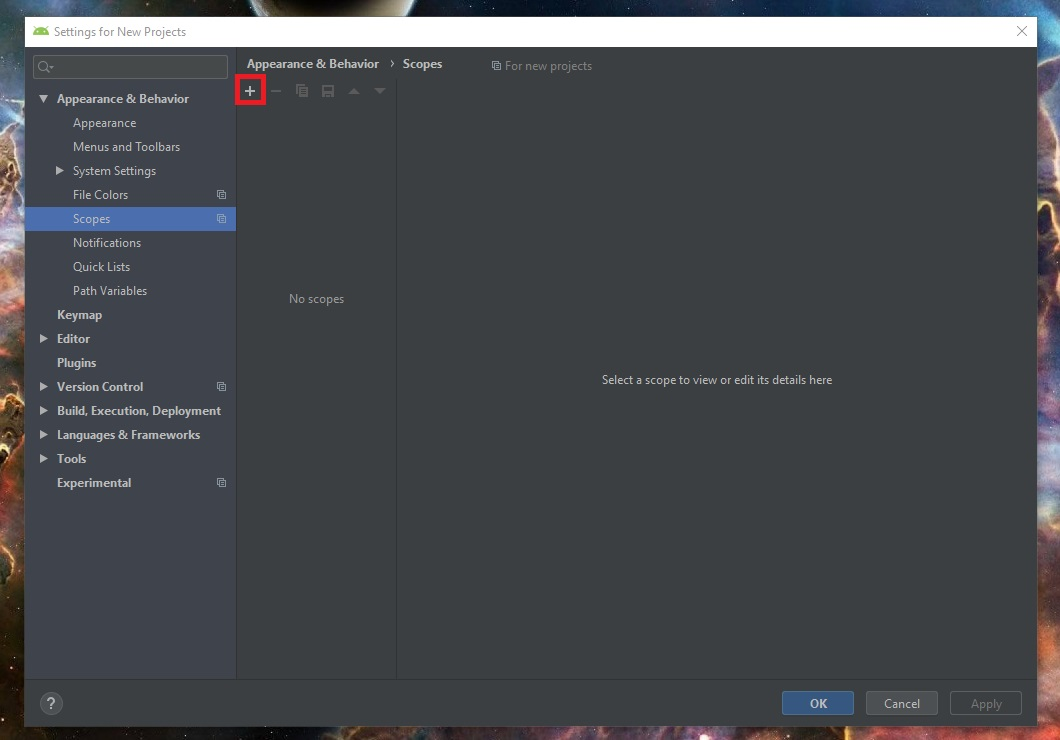 Settings for New Projects
Appearance & Behavior › Scopes For new projects
Appearance & Behavior
Appearance
Menus and Toolbars
System Settings
File Colors
Scopes
Notifications
Quick Lists
Path Variables
Keymap
Editor
Plugins
Version Control
Build, Execution, Deployment
Languages & Frameworks
Tools
Experimental
No scopes
Select a scope to view or edit its details here
? OK Cancel Apply